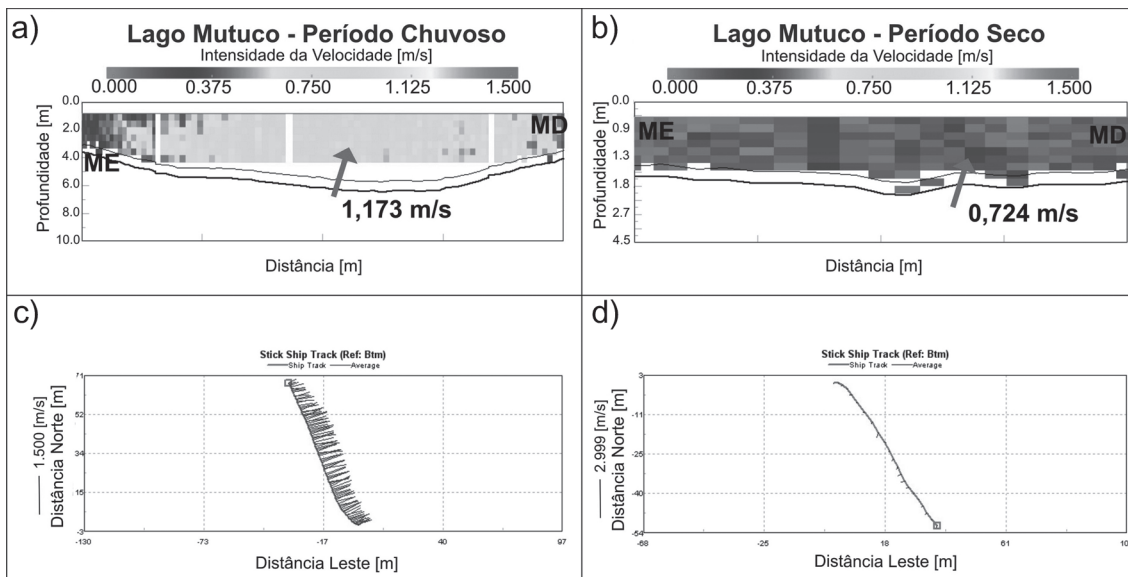 a)
Lago Mutuco - Período Chuvoso
Intensidade da Velocidade [m/s]
0.000 0.375 0.750 1.125 1.500
Profundidade [m]
0.0
2.0
4.0
6.0
8.0
10.0
ME
MD
1,173 m/s
Distância [m]
b)
Lago Mutuco - Período Seco
Intensidade da Velocidade [m/s]
0.000 0.375 0.750 1.125 1.500
Profundidade [m]
0.0
0.9
1.3
1.8
2.7
4.5
ME
MD
0,724 m/s
Distância [m]
c)
Stick Ship Track (Ref: Btm)
Ship Track Average
1.500 [m/s]
Distância Norte [m]
71
52
34
15
-3
-130 -73 -17 40 97
Distância Leste [m]
d)
Stick Ship Track (Ref: Btm)
Ship Track Average
2.999 [m/s]
Distância Norte [m]
3
-11
-25
-40
-54
-68 -25 18 61 10
Distância Leste [m]